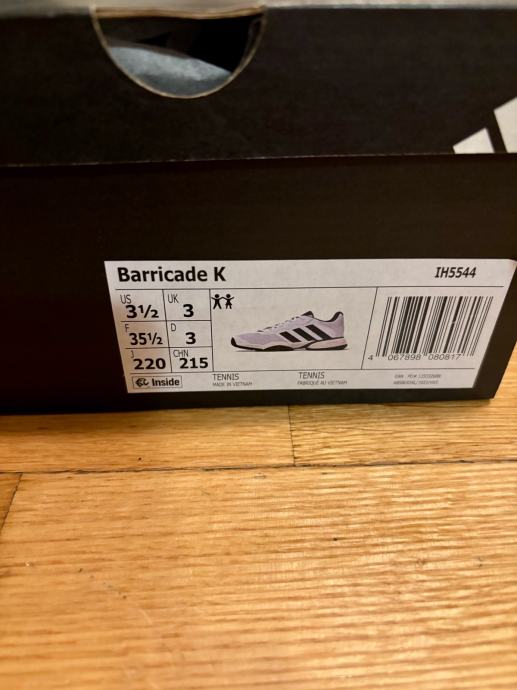 Barricade K
IH5544
US
3½
UK
3
F
35½
D
3
J
220
CHN
215
Inside
TENNIS
MADE IN VIETNAM
TENNIS
FABRIQUÉ AU VIETNAM
4 067898 080817